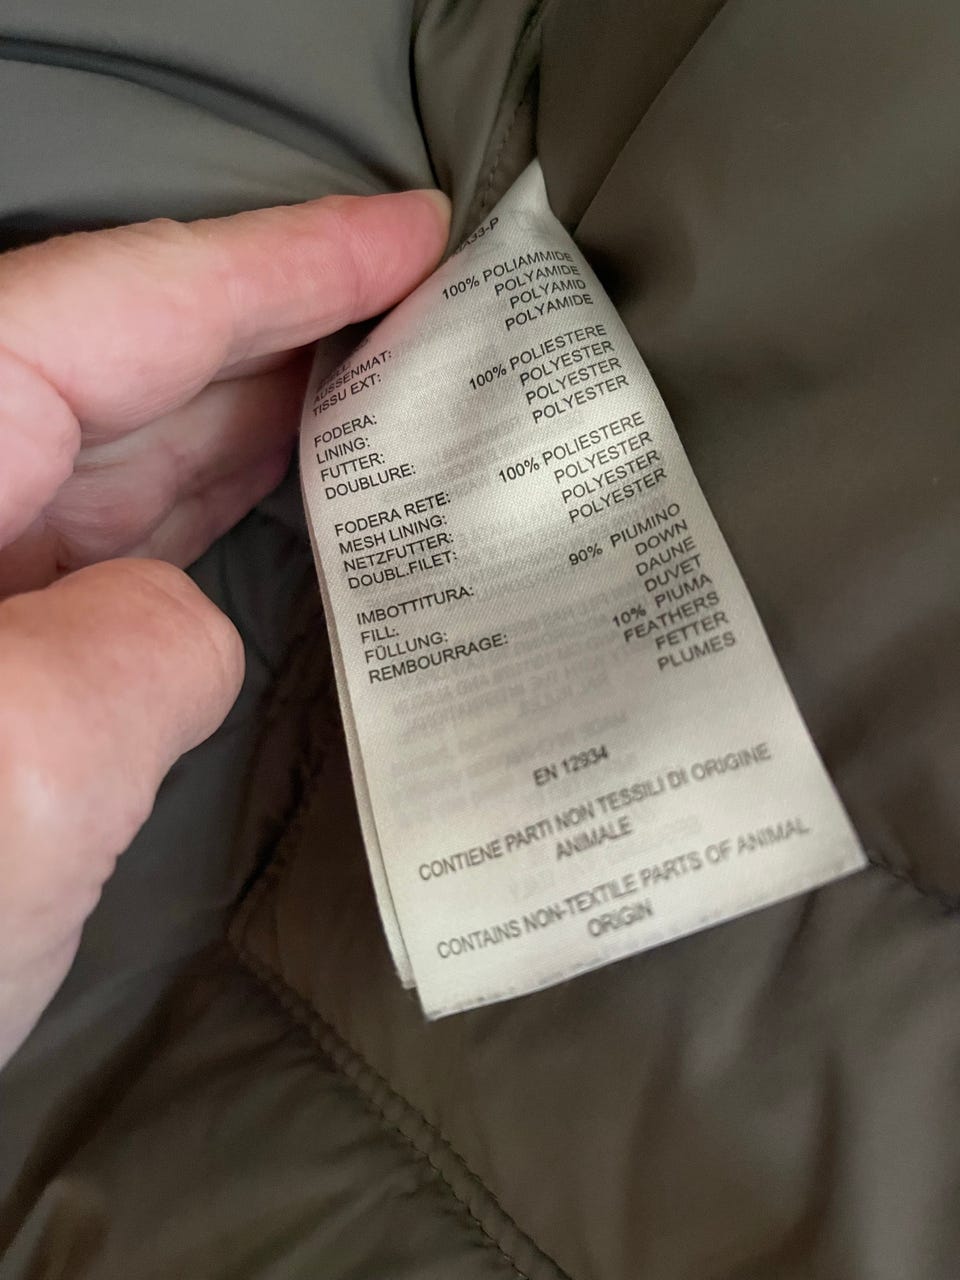 100% POLIAMMIDE
POLYAMIDE
POLYAMID
POLYAMIDE
AUSSENMAT:
TISSU EXT:
100% POLIESTERE
POLYESTER
POLYESTER
POLYESTER
FODERA:
LINING:
FUTTER:
DOUBLURE:
100% POLIESTERE
POLYESTER
POLYESTER
POLYESTER
FODERA RETE:
MESH LINING:
NETZFUTTER:
DOUBL.FILET:
90% PIUMINO
DOWN
DAUNE
DUVET
10% PIUMA
FEATHERS
FETTER
PLUMES
IMBOTTITURA:
FILL:
FÜLLUNG:
REMBOURRAGE:
EN 12934
CONTIENE PARTI NON TESSILI DI ORIGINE
ANIMALE
CONTAINS NON-TEXTILE PARTS OF ANIMAL
ORIGIN